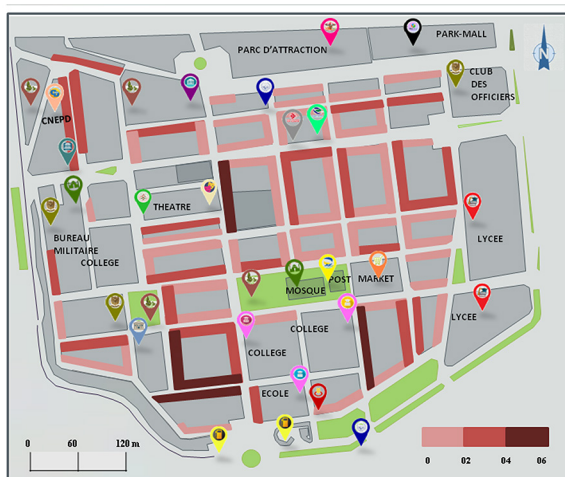 PARC D'ATTRACTION
PARK-MALL
N
CLUB
DES
OFFICIERS
CNEPD
THEATRE
BUREAU
MILITAIRE
COLLEGE
LYCEE
MOSQUE
POST
MARKET
LYCEE
COLLEGE
COLLEGE
ECOLE
0 60 120 m
0 02 04 06